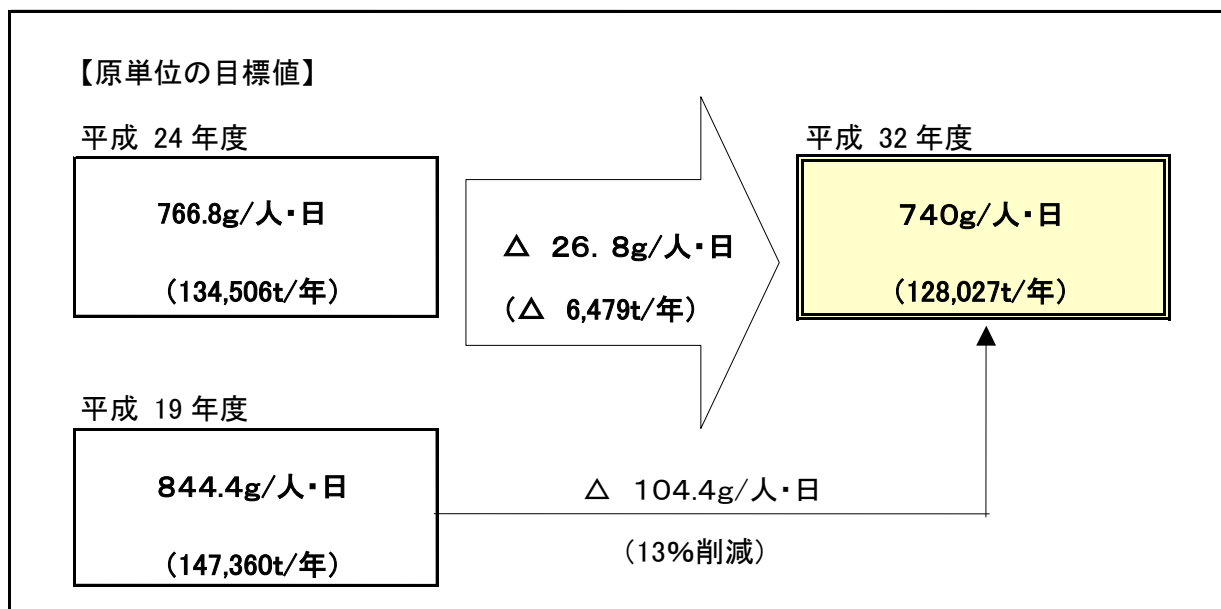 【原単位の目標値】
平成 24 年度
766.8g/人・日
(134,506t/年)
△ 26.8g/人・日
(△ 6,479t/年)
平成 32 年度
740g/人・日
(128,027t/年)
平成 19 年度
844.4g/人・日
(147,360t/年)
△ 104.4g/人・日
(13%削減)